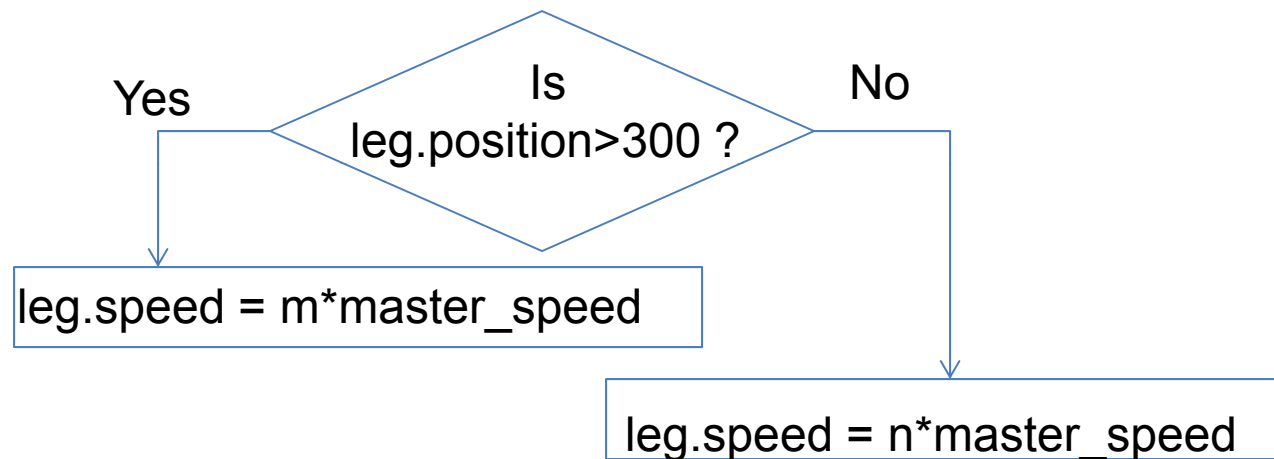 Is
leg.position>300 ?
Yes
No
leg.speed = m*master_speed
leg.speed = n*master_speed